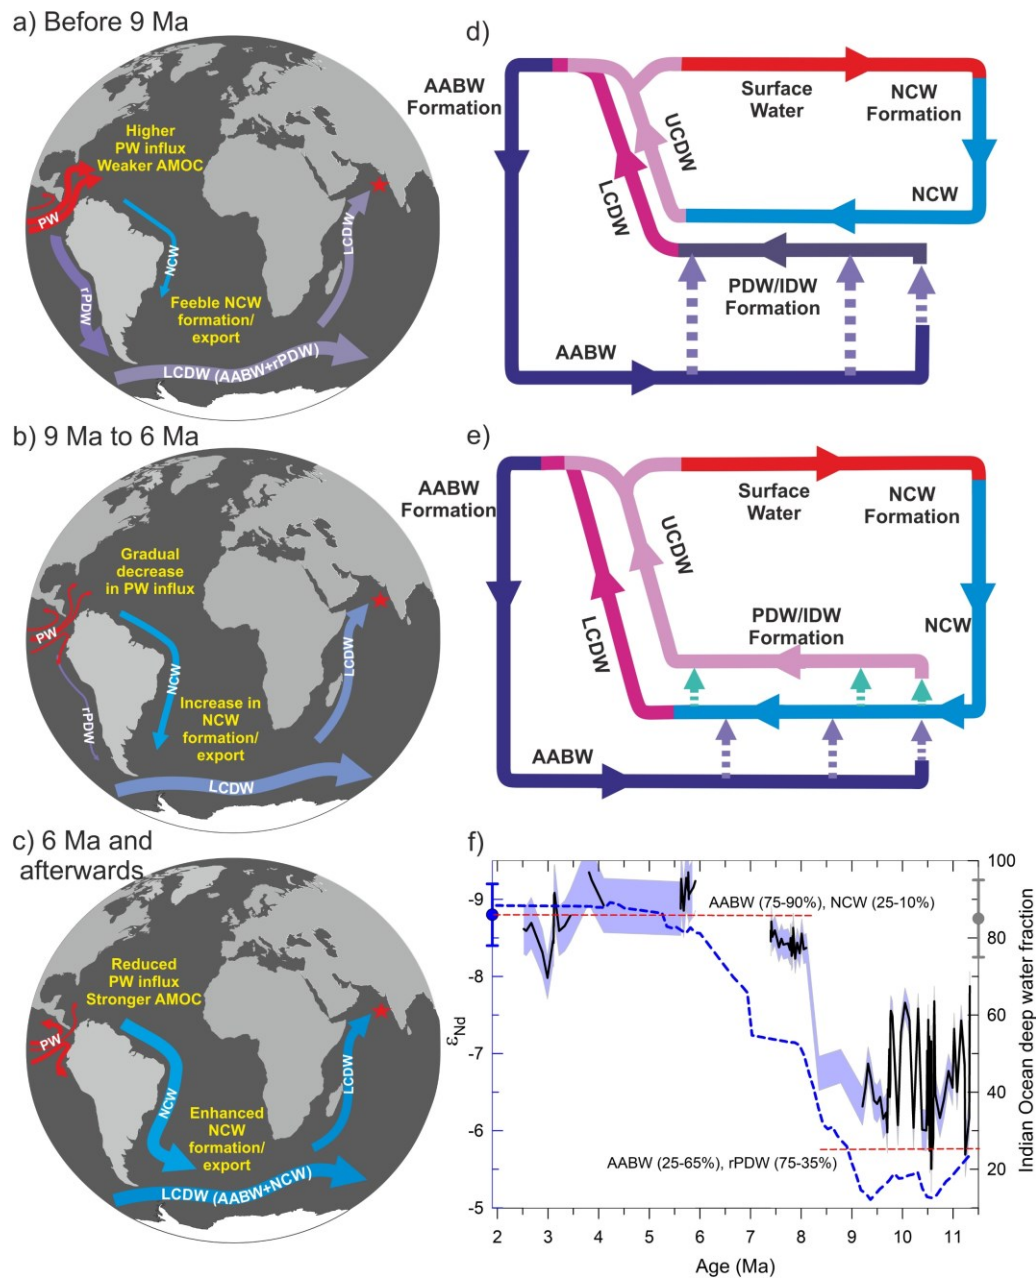 a) Before 9 Ma
Higher
PW influx
Weaker AMOC
PW
NCW
rPDW
Feeble NCW
formation/
export
LCDW
LCDW (AABW+rPDW)
b) 9 Ma to 6 Ma
Gradual
decrease
in PW influx
PW
NCW
rPDW
Increase in
NCW
formation/
export
LCDW
LCDW
c) 6 Ma and
afterwards
Reduced
PW influx
Stronger AMOC
PW
NCW
Enhanced
NCW
formation/
export
LCDW
LCDW (AABW+NCW)
d)
AABW
Formation
Surface
Water
NCW
Formation
UCDW
LCDW
NCW
PDW/IDW
Formation
AABW
e)
AABW
Formation
Surface
Water
NCW
Formation
UCDW
LCDW
PDW/IDW
Formation
NCW
AABW
f)
-9
-8
-7
-6
-5
εNd
AABW (75-90%), NCW (25-10%)
AABW (25-65%), rPDW (75-35%)
100
80
60
40
20
Indian Ocean deep water fraction
2 3 4 5 6 7 8 9 10 11
Age (Ma)